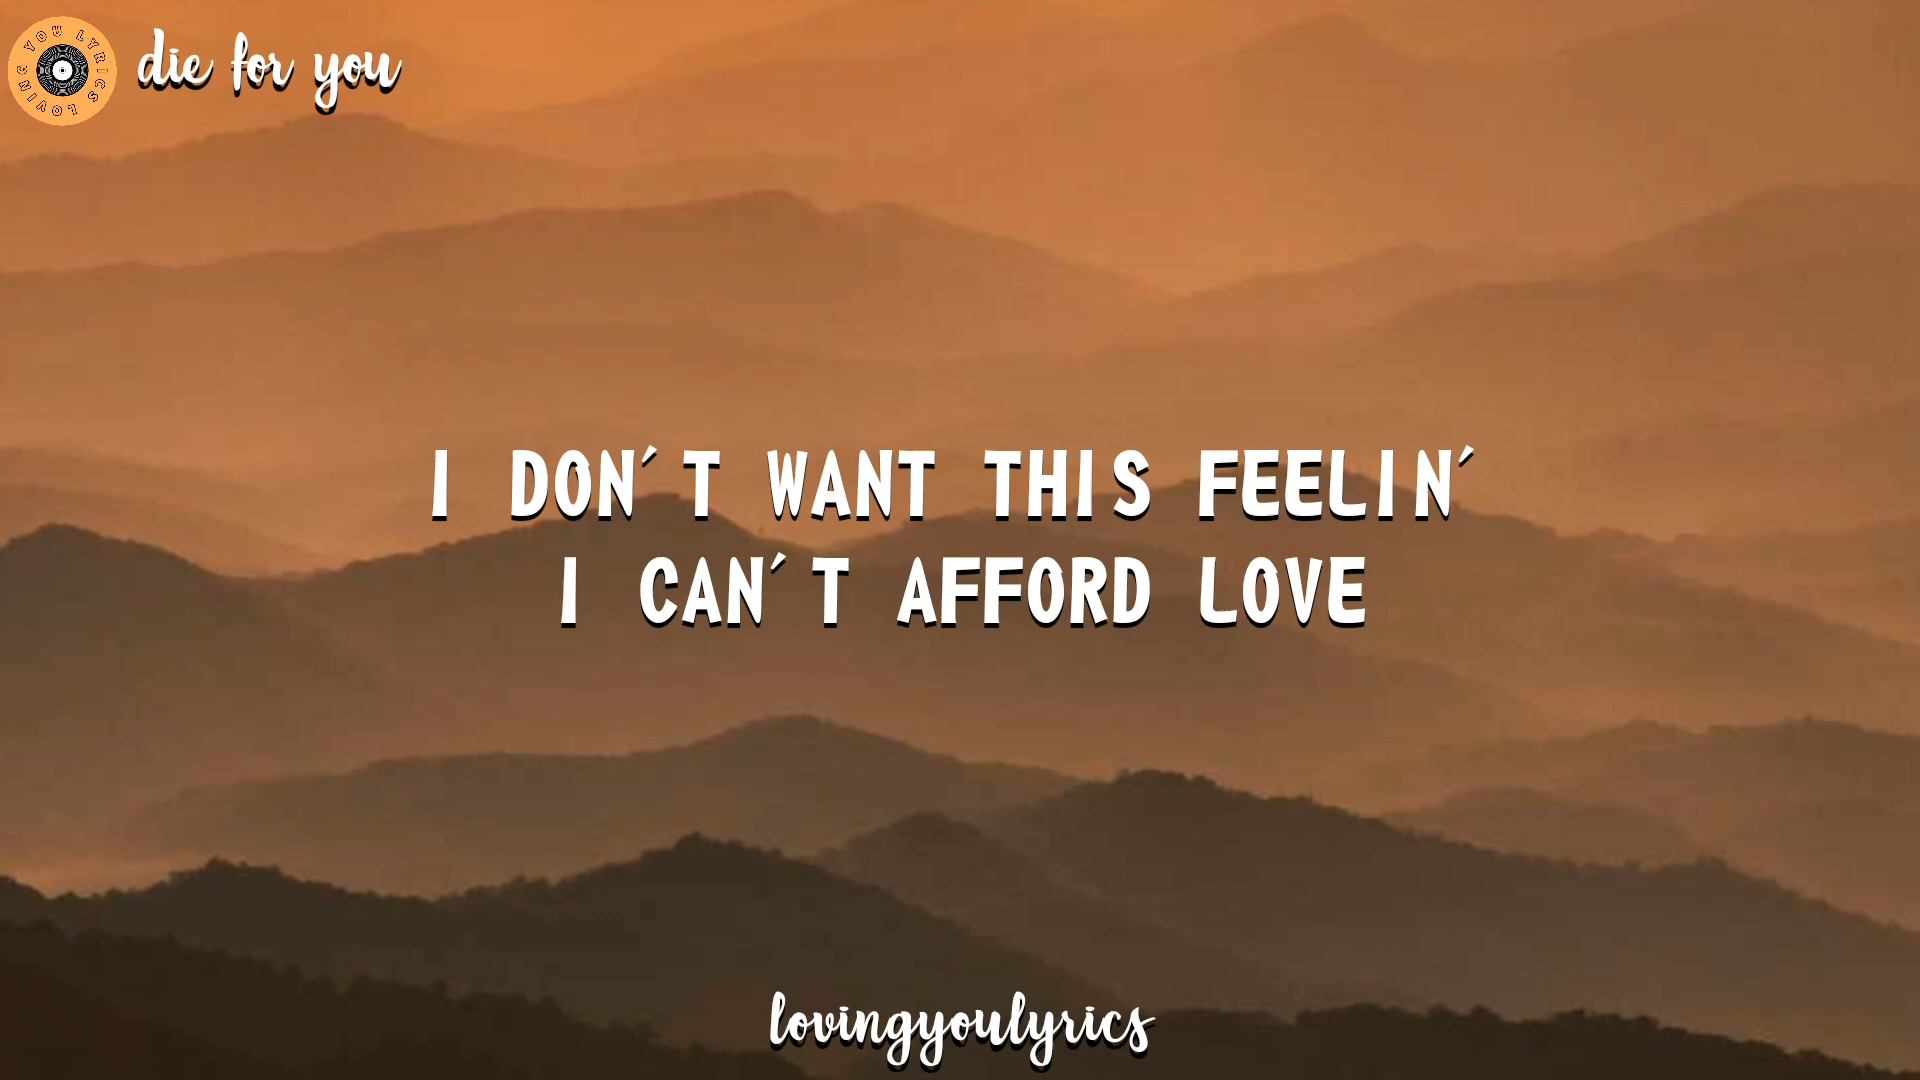 YOU LYRICS LOVING
die for you
I DON'T WANT THIS FEELIN'
I CAN'T AFFORD LOVE
lovingyoulyrics